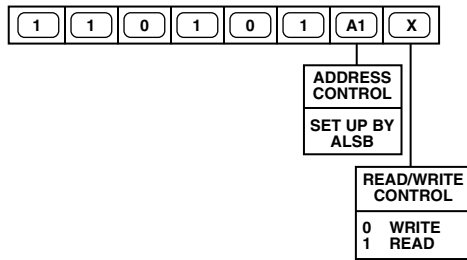 1 1 0 1 0 1 A1 X
ADDRESS
CONTROL
SET UP BY
ALSB
READ/WRITE
CONTROL
0 WRITE
1 READ